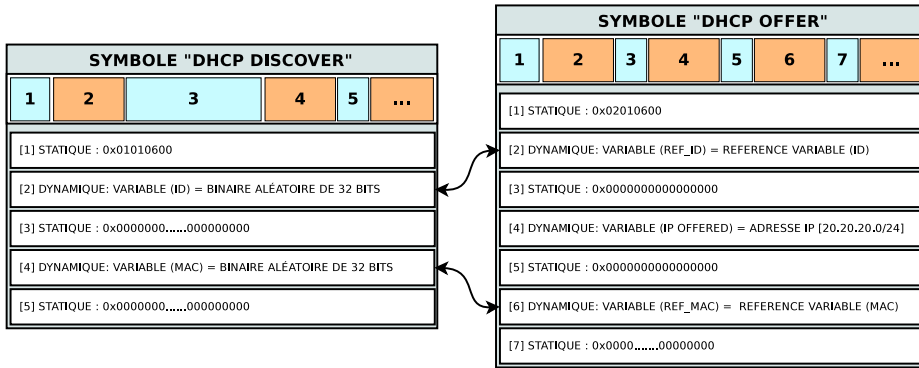 SYMBOLE "DHCP DISCOVER"
1 2 3 4 5 ...
[1] STATIQUE : 0x01010600
[2] DYNAMIQUE: VARIABLE (ID) = BINAIRE ALÉATOIRE DE 32 BITS
[3] STATIQUE : 0x0000000......000000000
[4] DYNAMIQUE: VARIABLE (MAC) = BINAIRE ALÉATOIRE DE 32 BITS
[5] STATIQUE : 0x0000000......000000000
SYMBOLE "DHCP OFFER"
1 2 3 4 5 6 7 ...
[1] STATIQUE : 0x02010600
[2] DYNAMIQUE: VARIABLE (REF_ID) = REFERENCE VARIABLE (ID)
[3] STATIQUE : 0x0000000000000000
[4] DYNAMIQUE: VARIABLE (IP OFFERED) = ADRESSE IP [20.20.20.0/24]
[5] STATIQUE : 0x0000000000000000
[6] DYNAMIQUE: VARIABLE (REF_MAC) = REFERENCE VARIABLE (MAC)
[7] STATIQUE : 0x0000.......00000000